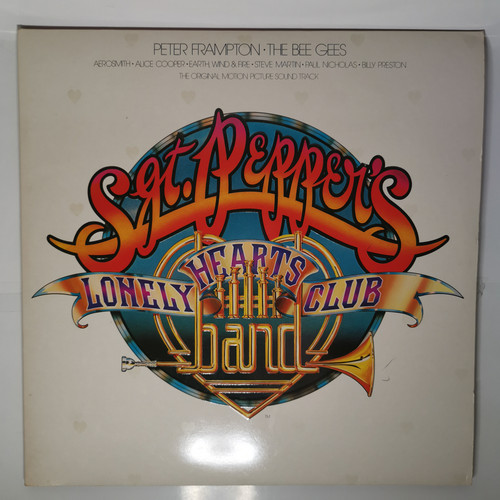 PETER FRAMPTON • THE BEE GEES
AEROSMITH • ALICE COOPER • EARTH, WIND & FIRE • STEVE MARTIN • PAUL NICHOLAS • BILLY PRESTON
THE ORIGINAL MOTION PICTURE SOUND TRACK
Sgt. Pepper's
LONELY HEARTS CLUB
band